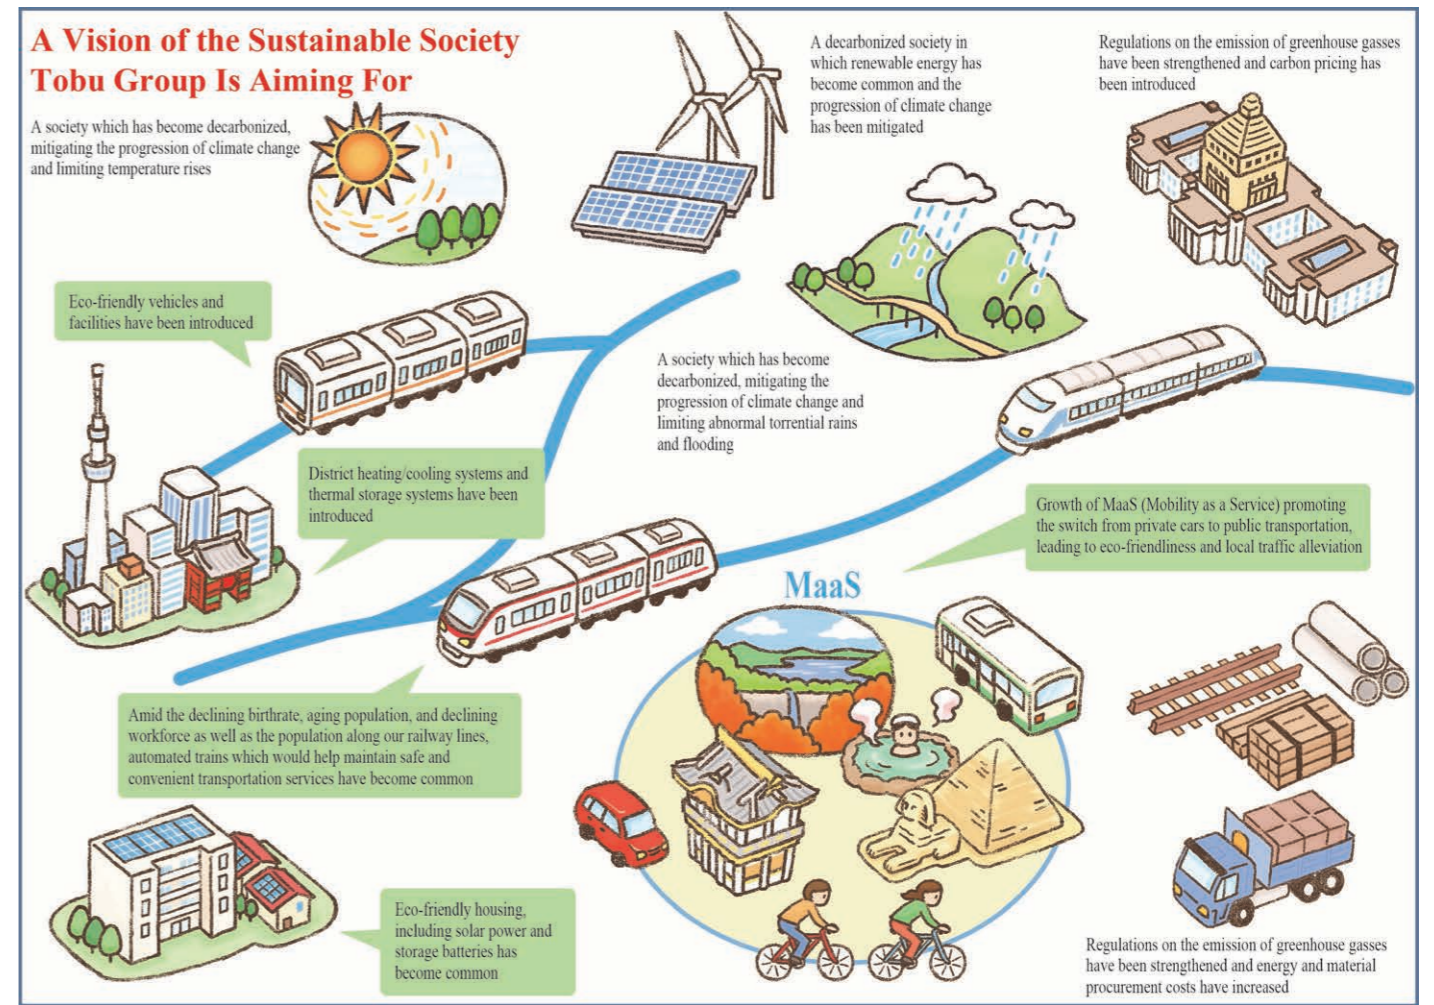 A Vision of the Sustainable Society
Tobu Group Is Aiming For
A society which has become decarbonized,
mitigating the progression of climate change
and limiting temperature rises
A decarbonized society in
which renewable energy has
become common and the
progression of climate change
has been mitigated
Regulations on the emission of greenhouse gasses
have been strengthened and carbon pricing has
been introduced
Eco-friendly vehicles and
facilities have been introduced
A society which has become
decarbonized, mitigating the
progression of climate change and
limiting abnormal torrential rains
and flooding
District heating/cooling systems and
thermal storage systems have been
introduced
Growth of MaaS (Mobility as a Service) promoting
the switch from private cars to public transportation,
leading to eco-friendliness and local traffic alleviation
MaaS
Amid the declining birthrate, aging population, and declining
workforce as well as the population along our railway lines,
automated trains which would help maintain safe and
convenient transportation services have become common
Eco-friendly housing,
including solar power and
storage batteries has
become common
Regulations on the emission of greenhouse gasses
have been strengthened and energy and material
procurement costs have increased